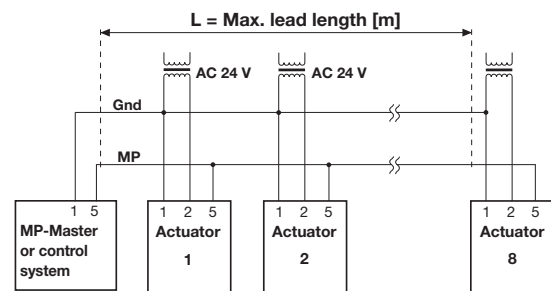 L = Max. lead length [m]
AC 24 V
AC 24 V
Gnd
MP
1 5
1 2 5
1 2 5
1 2 5
MP-Master
or control
system
Actuator
1
Actuator
2
Actuator
8